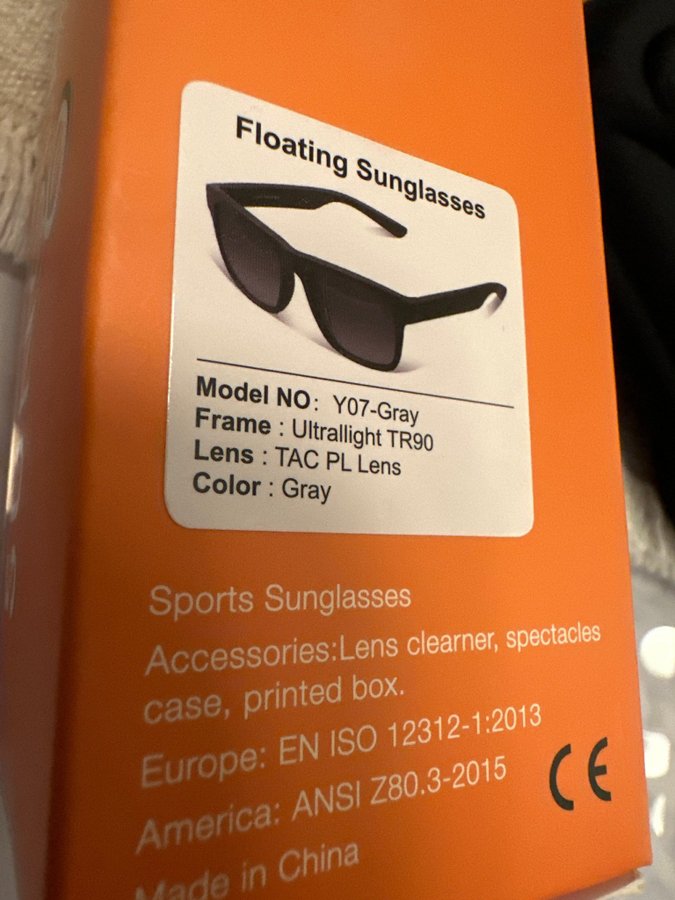 Floating Sunglasses
Model NO: Y07-Gray
Frame : Ultrallight TR90
Lens : TAC PL Lens
Color : Gray
Sports Sunglasses
Accessories:Lens clearner, spectacles
case, printed box.
Europe: EN ISO 12312-1:2013
America: ANSI Z80.3-2015
CE
Made in China